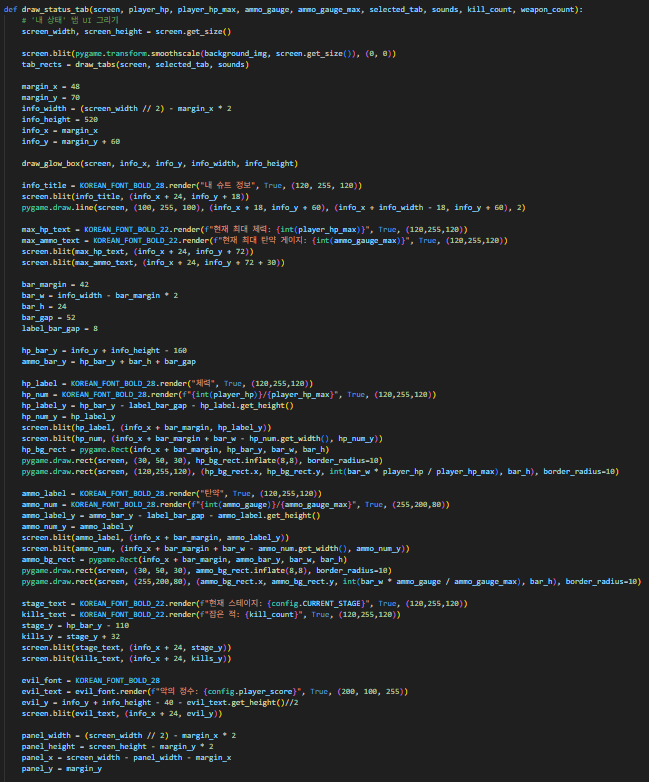 def draw_status_tab(screen, player_hp, player_hp_max, ammo_gauge, ammo_gauge_max, selected_tab, sounds, kill_count, weapon_count):
    # '내 상태' 탭 UI 그리기
    screen_width, screen_height = screen.get_size()

    screen.blit(pygame.transform.smoothscale(background_img, screen.get_size()), (0, 0))
    tab_rects = draw_tabs(screen, selected_tab, sounds)

    margin_x = 48
    margin_y = 70
    info_width = (screen_width // 2) - margin_x * 2
    info_height = 520
    info_x = margin_x
    info_y = margin_y + 60

    draw_glow_box(screen, info_x, info_y, info_width, info_height)

    info_title = KOREAN_FONT_BOLD_28.render("내 슈트 정보", True, (120, 255, 120))
    screen.blit(info_title, (info_x + 24, info_y + 18))
    pygame.draw.line(screen, (100, 255, 100), (info_x + 18, info_y + 60), (info_x + info_width - 18, info_y + 60), 2)

    max_hp_text = KOREAN_FONT_BOLD_22.render(f"현재 최대 체력: {int(player_hp_max)}", True, (120,255,120))
    max_ammo_text = KOREAN_FONT_BOLD_22.render(f"현재 최대 탄약 게이지: {int(ammo_gauge_max)}", True, (120,255,120))
    screen.blit(max_hp_text, (info_x + 24, info_y + 72))
    screen.blit(max_ammo_text, (info_x + 24, info_y + 72 + 30))

    bar_margin = 42
    bar_w = info_width - bar_margin * 2
    bar_h = 24
    bar_gap = 52
    label_bar_gap = 8

    hp_bar_y = info_y + info_height - 160
    ammo_bar_y = hp_bar_y + bar_h + bar_gap

    hp_label = KOREAN_FONT_BOLD_28.render("체력", True, (120,255,120))
    hp_num = KOREAN_FONT_BOLD_28.render(f"{int(player_hp)}/{player_hp_max}", True, (120,255,120))
    hp_label_y = hp_bar_y - label_bar_gap - hp_label.get_height()
    hp_num_y = hp_label_y
    screen.blit(hp_label, (info_x + bar_margin, hp_label_y))
    screen.blit(hp_num, (info_x + bar_margin + bar_w - hp_num.get_width(), hp_num_y))
    hp_bg_rect = pygame.Rect(info_x + bar_margin, hp_bar_y, bar_w, bar_h)
    pygame.draw.rect(screen, (30, 50, 30), hp_bg_rect.inflate(8,8), border_radius=10)
    pygame.draw.rect(screen, (120,255,120), (hp_bg_rect.x, hp_bg_rect.y, int(bar_w * player_hp / player_hp_max), bar_h), border_radius=10)

    ammo_label = KOREAN_FONT_BOLD_28.render("탄약", True, (120,255,120))
    ammo_num = KOREAN_FONT_BOLD_28.render(f"{int(ammo_gauge)}/{ammo_gauge_max}", True, (255,200,80))
    ammo_label_y = ammo_bar_y - label_bar_gap - ammo_label.get_height()
    ammo_num_y = ammo_label_y
    screen.blit(ammo_label, (info_x + bar_margin, ammo_label_y))
    screen.blit(ammo_num, (info_x + bar_margin + bar_w - ammo_num.get_width(), ammo_num_y))
    ammo_bg_rect = pygame.Rect(info_x + bar_margin, ammo_bar_y, bar_w, bar_h)
    pygame.draw.rect(screen, (30, 50, 30), ammo_bg_rect.inflate(8,8), border_radius=10)
    pygame.draw.rect(screen, (255,200,80), (ammo_bg_rect.x, ammo_bg_rect.y, int(bar_w * ammo_gauge / ammo_gauge_max), bar_h), border_radius=10)

    stage_text = KOREAN_FONT_BOLD_22.render(f"현재 스테이지: {config.CURRENT_STAGE}", True, (120,255,120))
    kills_text = KOREAN_FONT_BOLD_22.render(f"잡은 적: {kill_count}", True, (120,255,120))
    stage_y = hp_bar_y - 110
    kills_y = stage_y + 32
    screen.blit(stage_text, (info_x + 24, stage_y))
    screen.blit(kills_text, (info_x + 24, kills_y))

    evil_font = KOREAN_FONT_BOLD_28
    evil_text = evil_font.render(f"악의 정수: {config.player_score}", True, (200, 100, 255))
    evil_y = info_y + info_height - 40 - evil_text.get_height()//2
    screen.blit(evil_text, (info_x + 24, evil_y))

    panel_width = (screen_width // 2) - margin_x * 2
    panel_height = screen_height - margin_y * 2
    panel_x = screen_width - panel_width - margin_x
    panel_y = margin_y